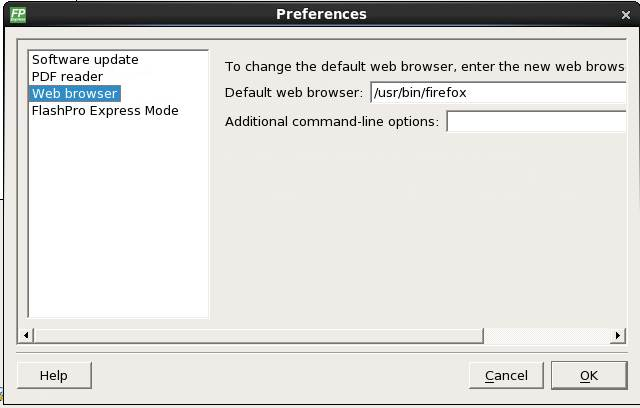 FP
Preferences
Software update
PDF reader
Web browser
FlashPro Express Mode
To change the default web browser, enter the new web brows
Default web browser: /usr/bin/firefox
Additional command-line options:
Help
Cancel
OK